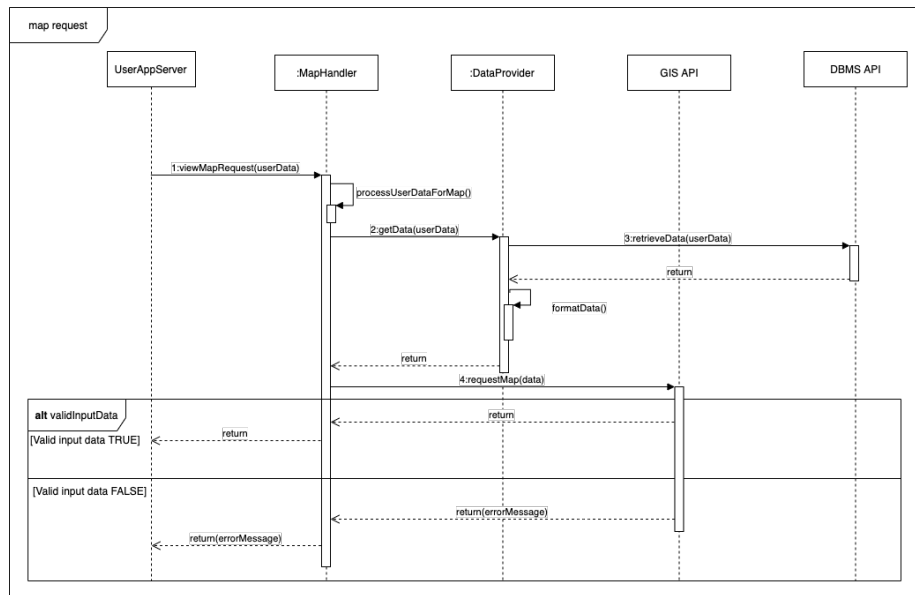 map request
UserAppServer
:MapHandler
:DataProvider
GIS API
DBMS API
1:viewMapRequest(userData)
processUserDataForMap()
2:getData(userData)
3:retrieveData(userData)
return
formatData()
return
4:requestMap(data)
alt validInputData
return
[Valid input data TRUE]
return
[Valid input data FALSE]
return(errorMessage)
return(errorMessage)